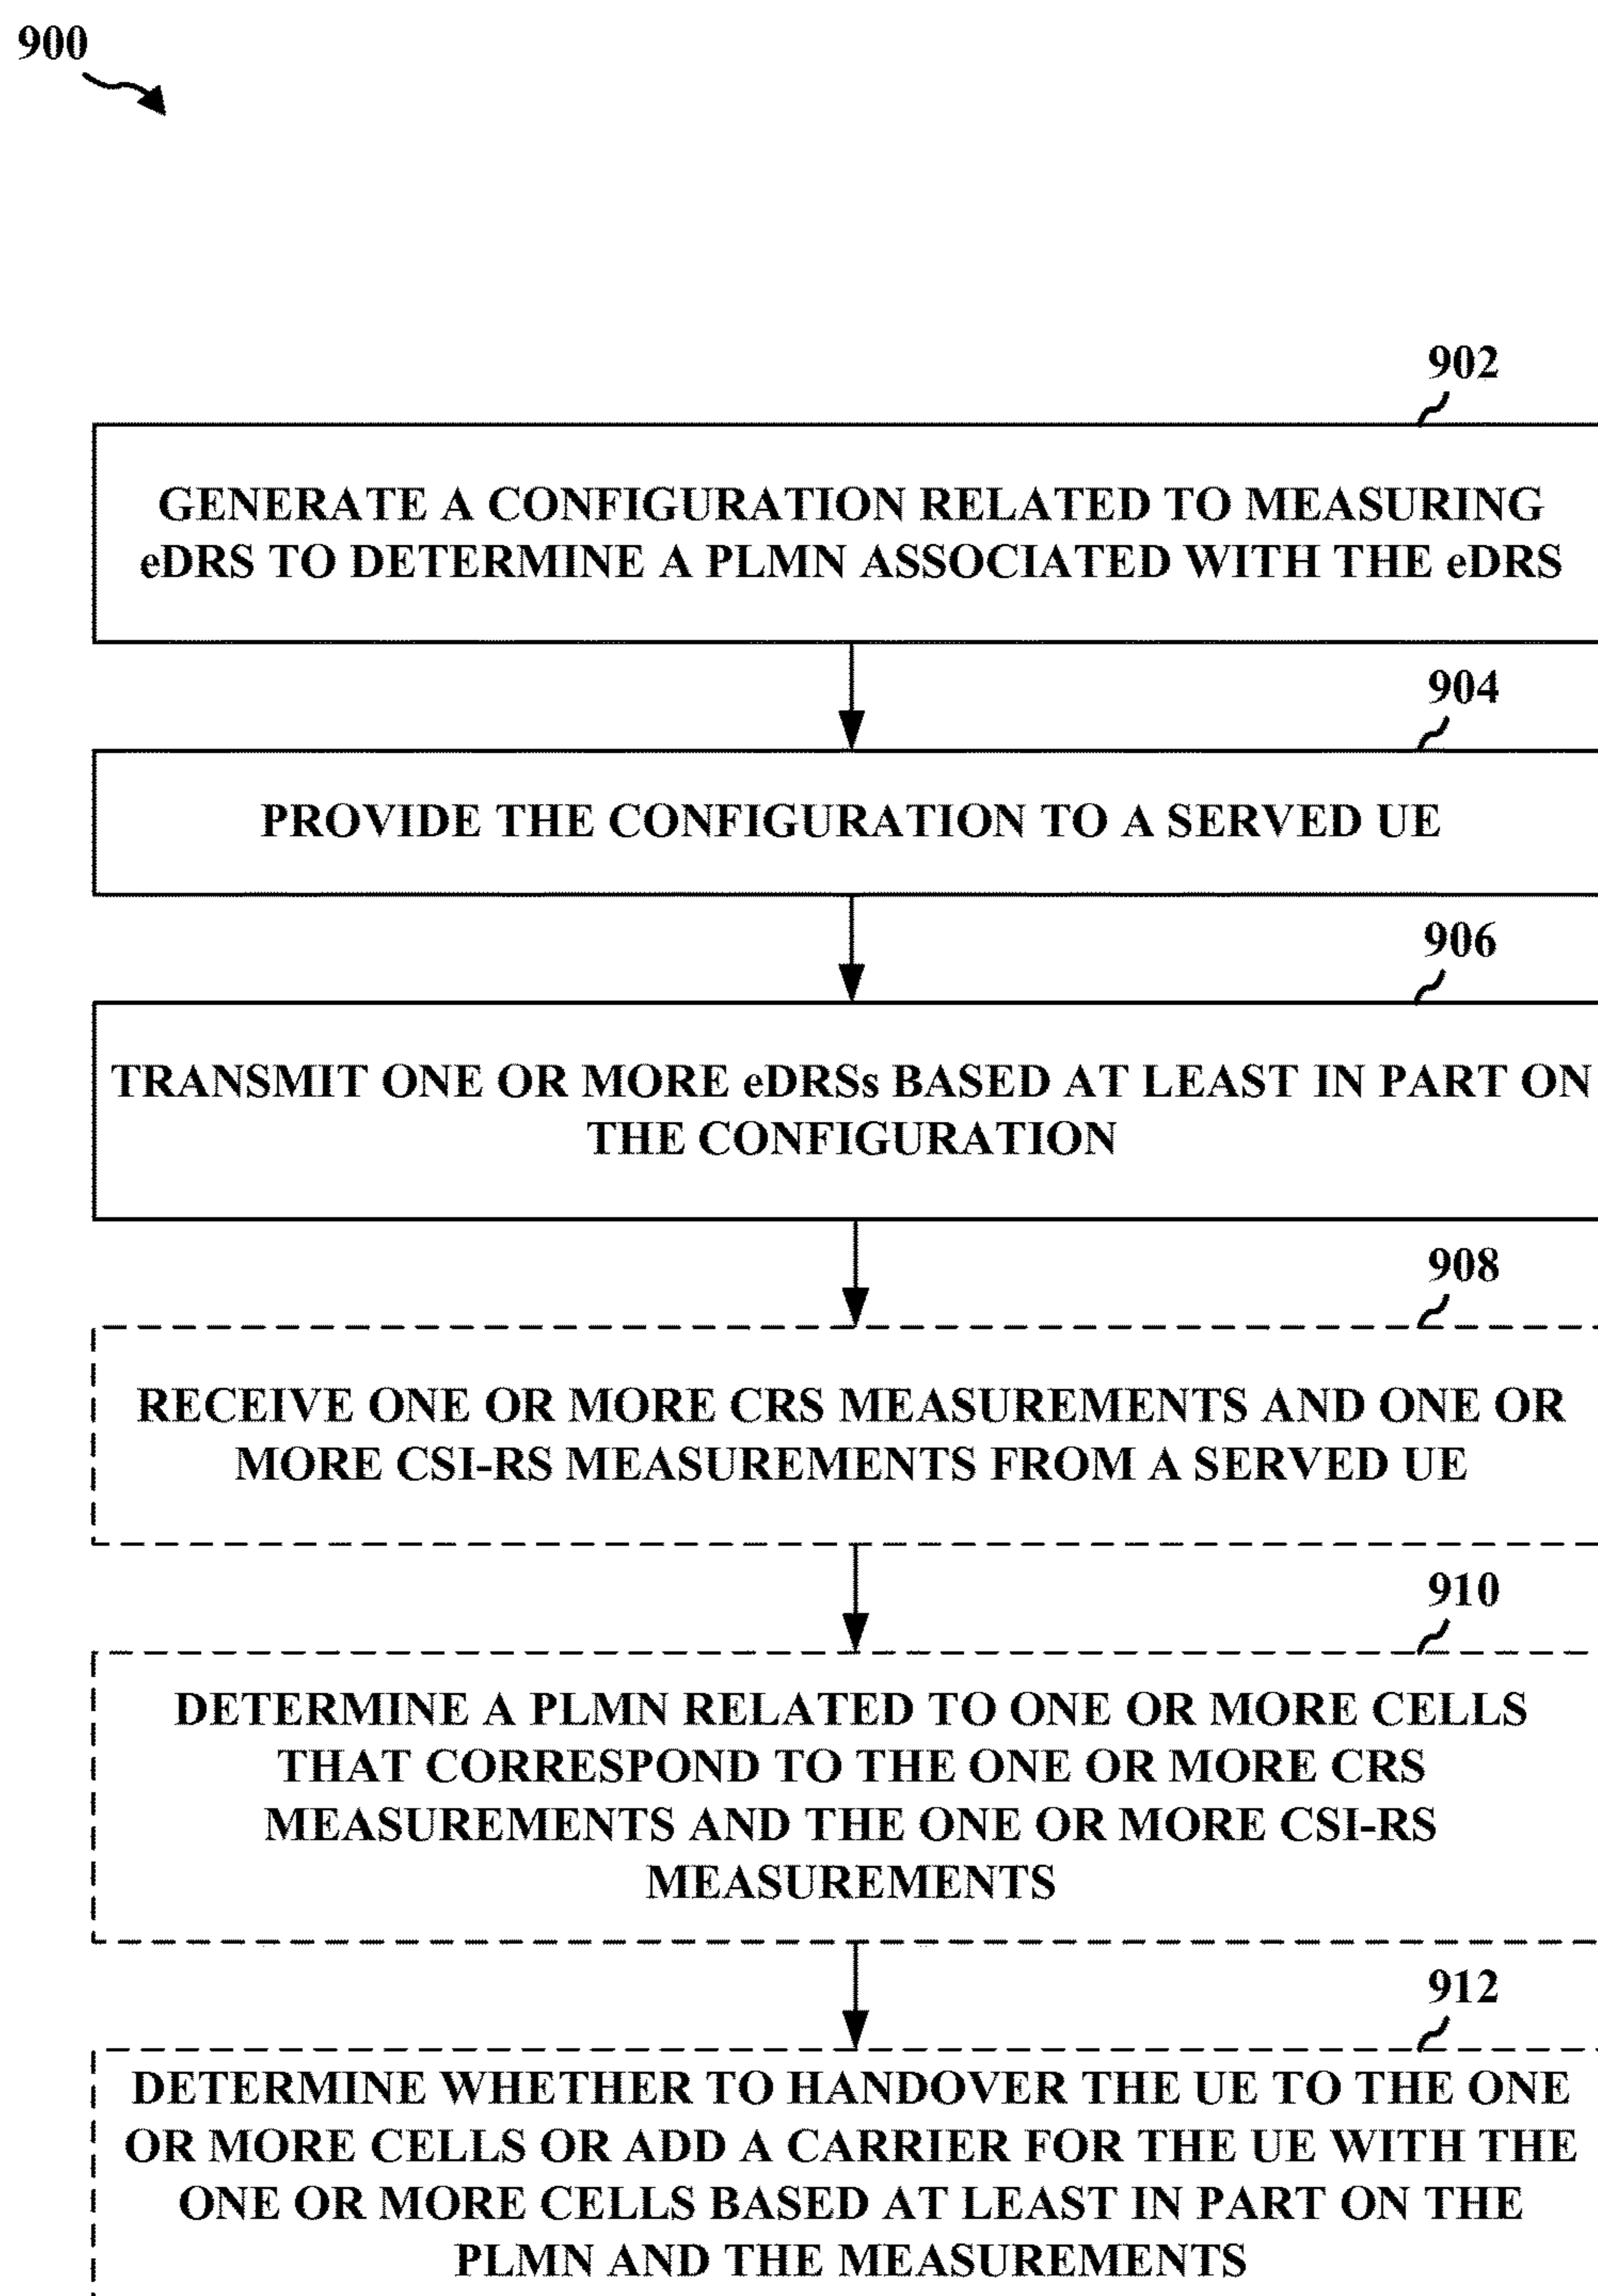 900
902
GENERATE A CONFIGURATION RELATED TO MEASURING
eDRS TO DETERMINE A PLMN ASSOCIATED WITH THE eDRS
904
PROVIDE THE CONFIGURATION TO A SERVED UE
906
TRANSMIT ONE OR MORE eDRSs BASED AT LEAST IN PART ON
THE CONFIGURATION
908
RECEIVE ONE OR MORE CRS MEASUREMENTS AND ONE OR
MORE CSI-RS MEASUREMENTS FROM A SERVED UE
910
DETERMINE A PLMN RELATED TO ONE OR MORE CELLS
THAT CORRESPOND TO THE ONE OR MORE CRS
MEASUREMENTS AND THE ONE OR MORE CSI-RS
MEASUREMENTS
912
DETERMINE WHETHER TO HANDOVER THE UE TO THE ONE
OR MORE CELLS OR ADD A CARRIER FOR THE UE WITH THE
ONE OR MORE CELLS BASED AT LEAST IN PART ON THE
PLMN AND THE MEASUREMENTS